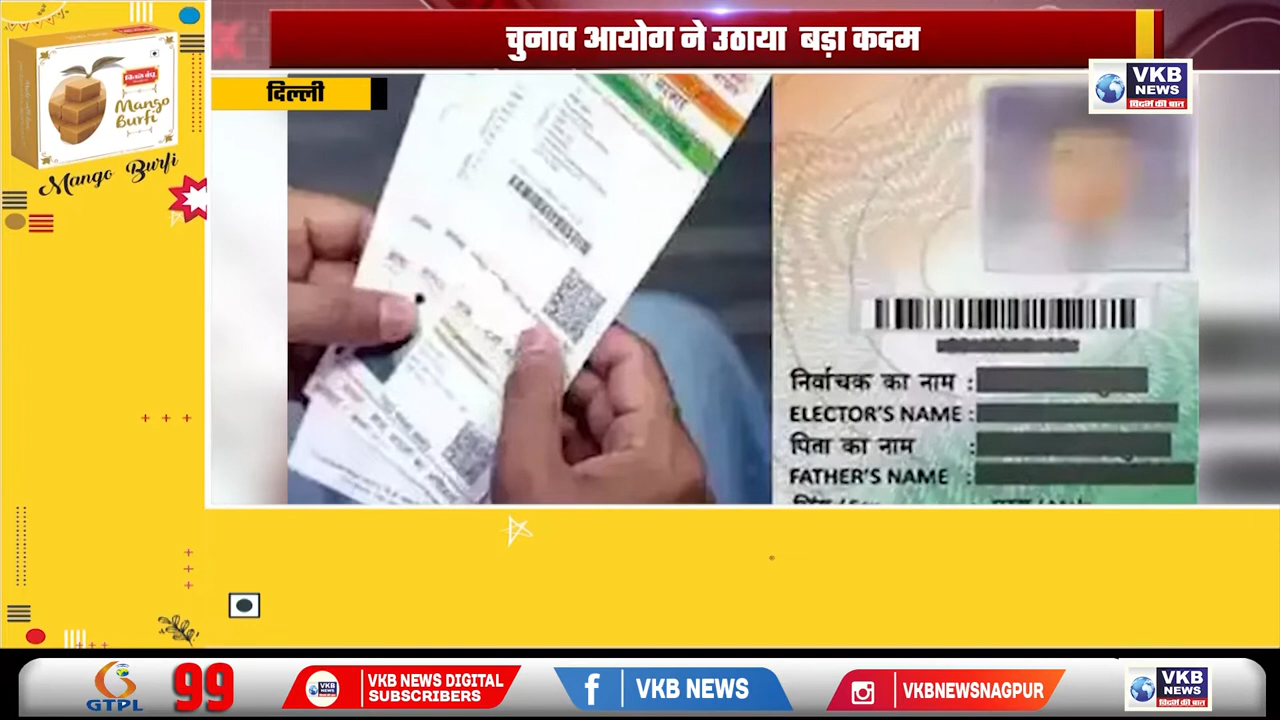 चुनाव आयोग ने उठाया बड़ा कदम
दिल्ली
VKB
NEWS
विदर्भ की बात
Mango
Burfi
Mango Burfi
निर्वाचक का नाम :
ELECTOR'S NAME :
पिता का नाम :
FATHER'S NAME :
GTPL
99
VKB NEWS DIGITAL
SUBSCRIBERS
VKB NEWS
VKBNEWSNAGPUR
VKB
NEWS
विदर्भ की बात